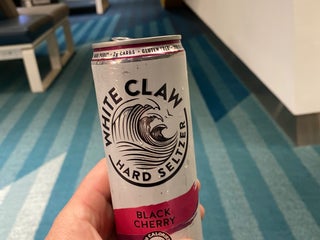 2g CARBS • GLUTEN FREE
WHITE CLAW
HARD SELTZER
BLACK
CHERRY